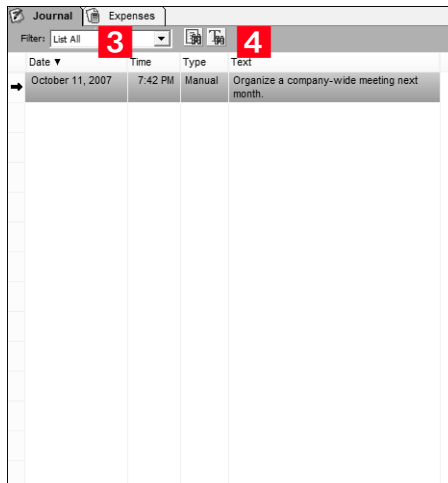 Journal Expenses
Filter: List All 3 4
Date ▼ Time Type Text
October 11, 2007 7:42 PM Manual Organize a company-wide meeting next
month.